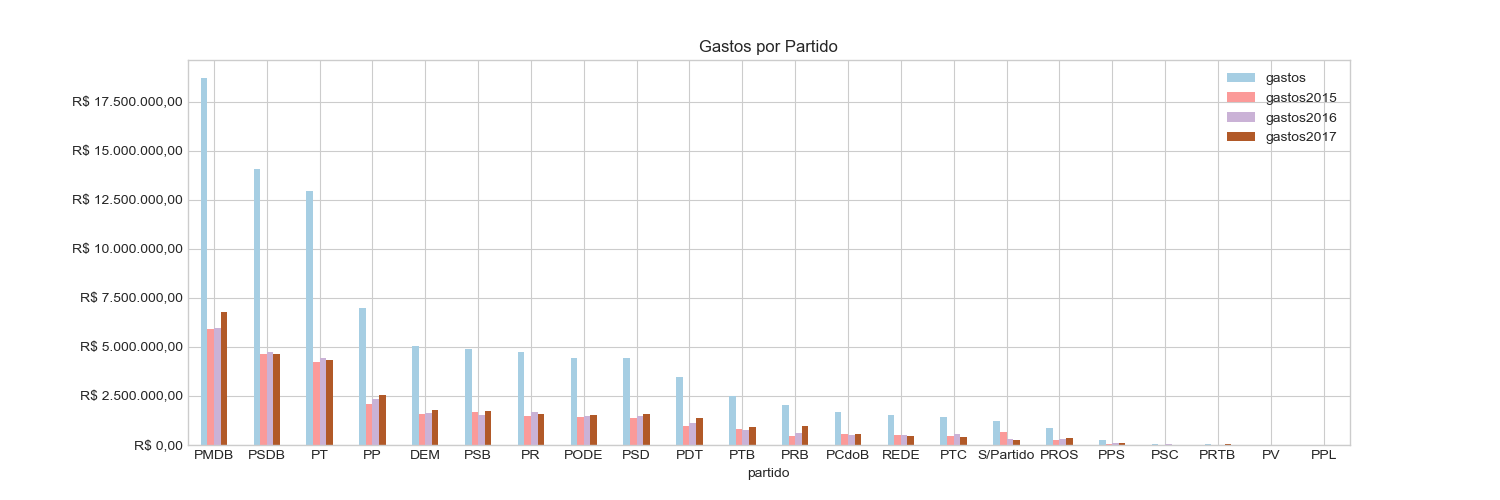 Gastos por Partido
gastos
gastos2015
gastos2016
gastos2017
R$ 17.500.000,00
R$ 15.000.000,00
R$ 12.500.000,00
R$ 10.000.000,00
R$ 7.500.000,00
R$ 5.000.000,00
R$ 2.500.000,00
R$ 0,00
PMDB PSDB PT PP DEM PSB PR PODE PSD PDT PTB PRB PCdoB REDE PTC S/Partido PROS PPS PSC PRTB PV PPL
partido